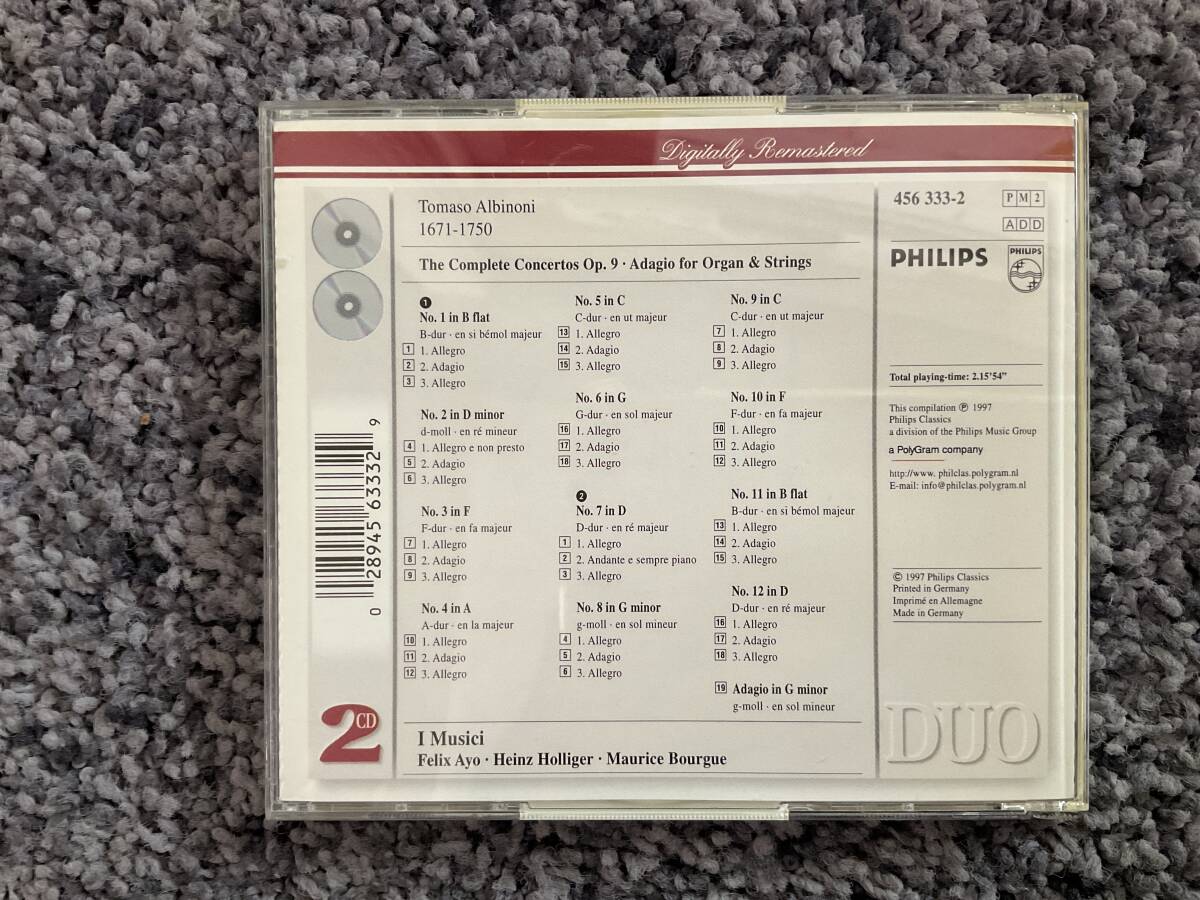 Digitally Remastered
Tomaso Albinoni
1671-1750
The Complete Concertos Op. 9 · Adagio for Organ & Strings
1
No. 1 in B flat
B-dur · en si bémol majeur
1 1. Allegro
2 2. Adagio
3 3. Allegro
No. 2 in D minor
d-moll · en ré mineur
4 1. Allegro e non presto
5 2. Adagio
6 3. Allegro
No. 3 in F
F-dur · en fa majeur
7 1. Allegro
8 2. Adagio
9 3. Allegro
No. 4 in A
A-dur · en la majeur
10 1. Allegro
11 2. Adagio
12 3. Allegro
No. 5 in C
C-dur · en ut majeur
13 1. Allegro
14 2. Adagio
15 3. Allegro
No. 6 in G
G-dur · en sol majeur
16 1. Allegro
17 2. Adagio
18 3. Allegro
2
No. 7 in D
D-dur · en ré majeur
1 1. Allegro
2 2. Andante e sempre piano
3 3. Allegro
No. 8 in G minor
g-moll · en sol mineur
4 1. Allegro
5 2. Adagio
6 3. Allegro
No. 9 in C
C-dur · en ut majeur
7 1. Allegro
8 2. Adagio
9 3. Allegro
No. 10 in F
F-dur · en fa majeur
10 1. Allegro
11 2. Adagio
12 3. Allegro
No. 11 in B flat
B-dur · en si bémol majeur
13 1. Allegro
14 2. Adagio
15 3. Allegro
No. 12 in D
D-dur · en ré majeur
16 1. Allegro
17 2. Adagio
18 3. Allegro
19 Adagio in G minor
g-moll · en sol mineur
I Musici
Felix Ayo · Heinz Holliger · Maurice Bourgue
0 28945 63332 9
2 CD
456 333-2
PM2
ADD
PHILIPS
PHILIPS
Total playing-time: 2.15'54"
This compilation ℗ 1997
Philips Classics
a division of the Philips Music Group
a PolyGram company
http://www. philclas.polygram.nl
E-mail: info@philclas.polygram.nl
© 1997 Philips Classics
Printed in Germany
Imprimé en Allemagne
Made in Germany
DUO